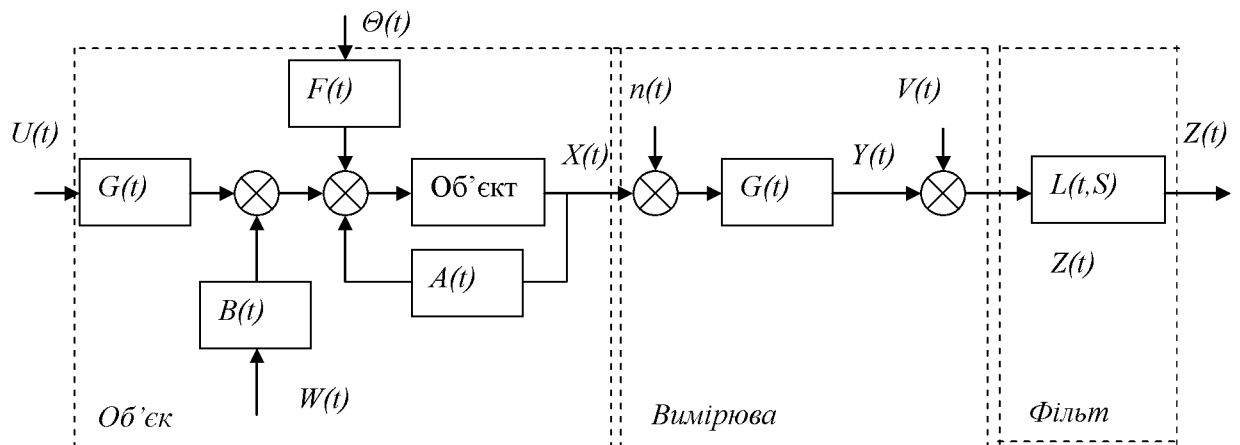 Θ(t)
F(t)
n(t)
V(t)
U(t)
X(t)
Y(t)
Z(t)
G(t)
Об’єкт
G(t)
L(t,S)
A(t)
Z(t)
B(t)
W(t)
Об’єк
Вимірюва
Фільт